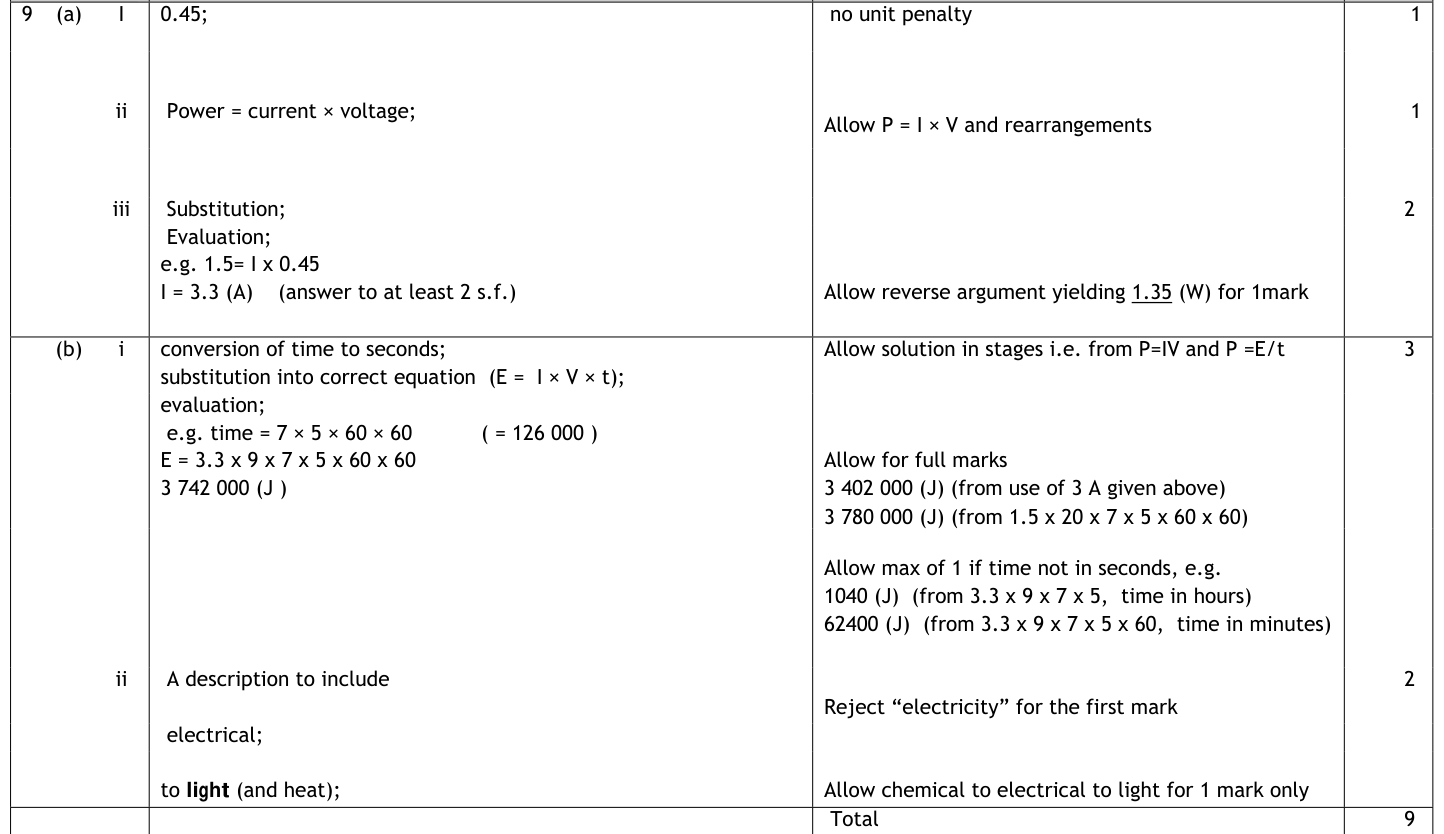 9 (a) I 0.45; no unit penalty 1
ii Power = current × voltage; 1
Allow P = I × V and rearrangements
iii Substitution; 2
Evaluation;
e.g. 1.5= I x 0.45
I = 3.3 (A) (answer to at least 2 s.f.) Allow reverse argument yielding 1.35 (W) for 1mark
(b) i conversion of time to seconds; Allow solution in stages i.e. from P=IV and P =E/t 3
substitution into correct equation (E = I × V × t);
evaluation;
e.g. time = 7 × 5 × 60 × 60 ( = 126 000 )
E = 3.3 x 9 x 7 x 5 x 60 x 60 Allow for full marks
3 742 000 (J ) 3 402 000 (J) (from use of 3 A given above)
3 780 000 (J) (from 1.5 x 20 x 7 x 5 x 60 x 60)
Allow max of 1 if time not in seconds, e.g.
1040 (J) (from 3.3 x 9 x 7 x 5, time in hours)
62400 (J) (from 3.3 x 9 x 7 x 5 x 60, time in minutes)
ii A description to include 2
Reject “electricity” for the first mark
electrical;
to light (and heat); Allow chemical to electrical to light for 1 mark only
Total 9